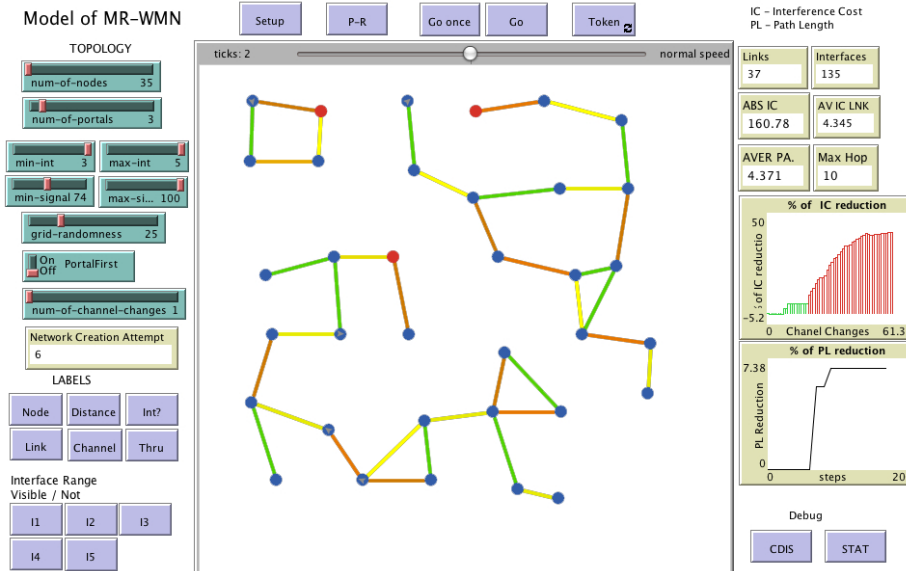 Model of MR-WMN
Setup
P-R
Go once
Go
Token
IC – Interference Cost
PL – Path Length
ticks: 2
normal speed
TOPOLOGY
num-of-nodes 35
num-of-portals 3
min-int 3
max-int 5
min-signal 74
max-si... 100
grid-randomness 25
On
Off
PortalFirst
num-of-channel-changes 1
Network Creation Attempt
6
LABELS
Node
Distance
Int?
Link
Channel
Thru
Interface Range
Visible / Not
I1
I2
I3
I4
I5
Links
37
Interfaces
135
ABS IC
160.78
AV IC LNK
4.345
AVER PA.
4.371
Max Hop
10
% of IC reduction
50
% of IC reductio
-5.2
0
Chanel Changes
61.3
% of PL reduction
7.38
PL Reduction
0
0
steps
20
Debug
CDIS
STAT